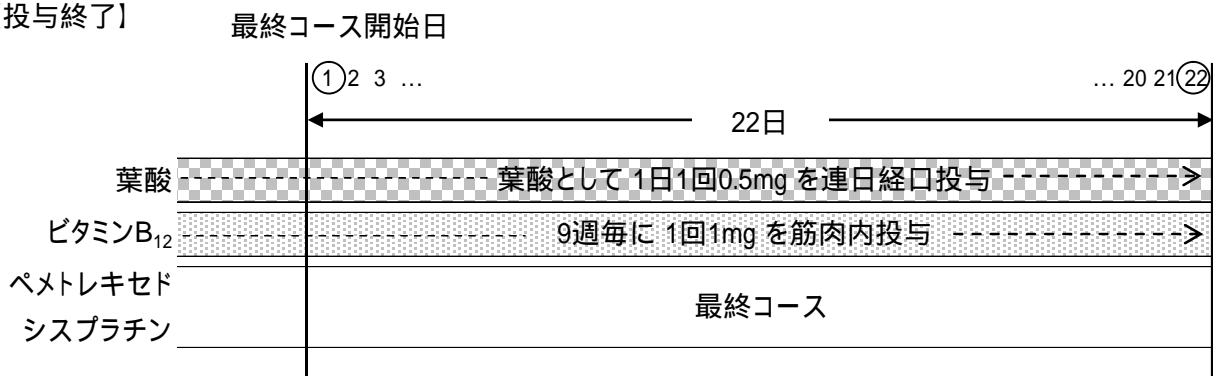 投与終了】
最終コース開始日
①2 3 … … 20 21㉒
22日
葉酸 葉酸として 1日1回0.5mg を連日経口投与
ビタミンB₁₂ 9週毎に 1回1mg を筋肉内投与
ペメトレキセド
シスプラチン
最終コース